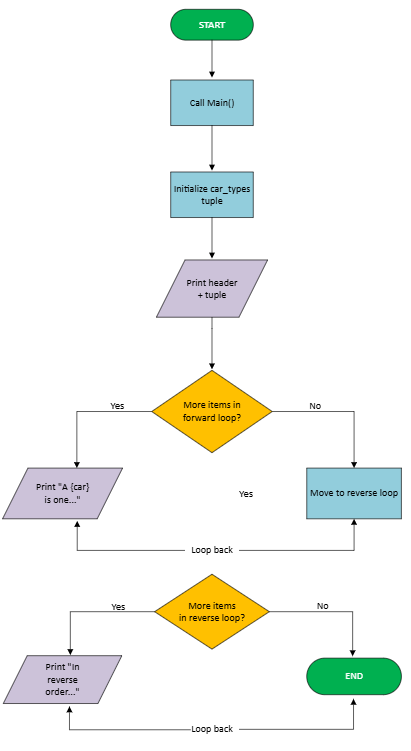 START
Call Main()
Initialize car_types
tuple
Print header
+ tuple
More items in
forward loop?
Yes
No
Print "A {car}
is one..."
Yes
Move to reverse loop
Loop back
More items
in reverse loop?
Yes
No
Print "In
reverse
order..."
END
Loop back